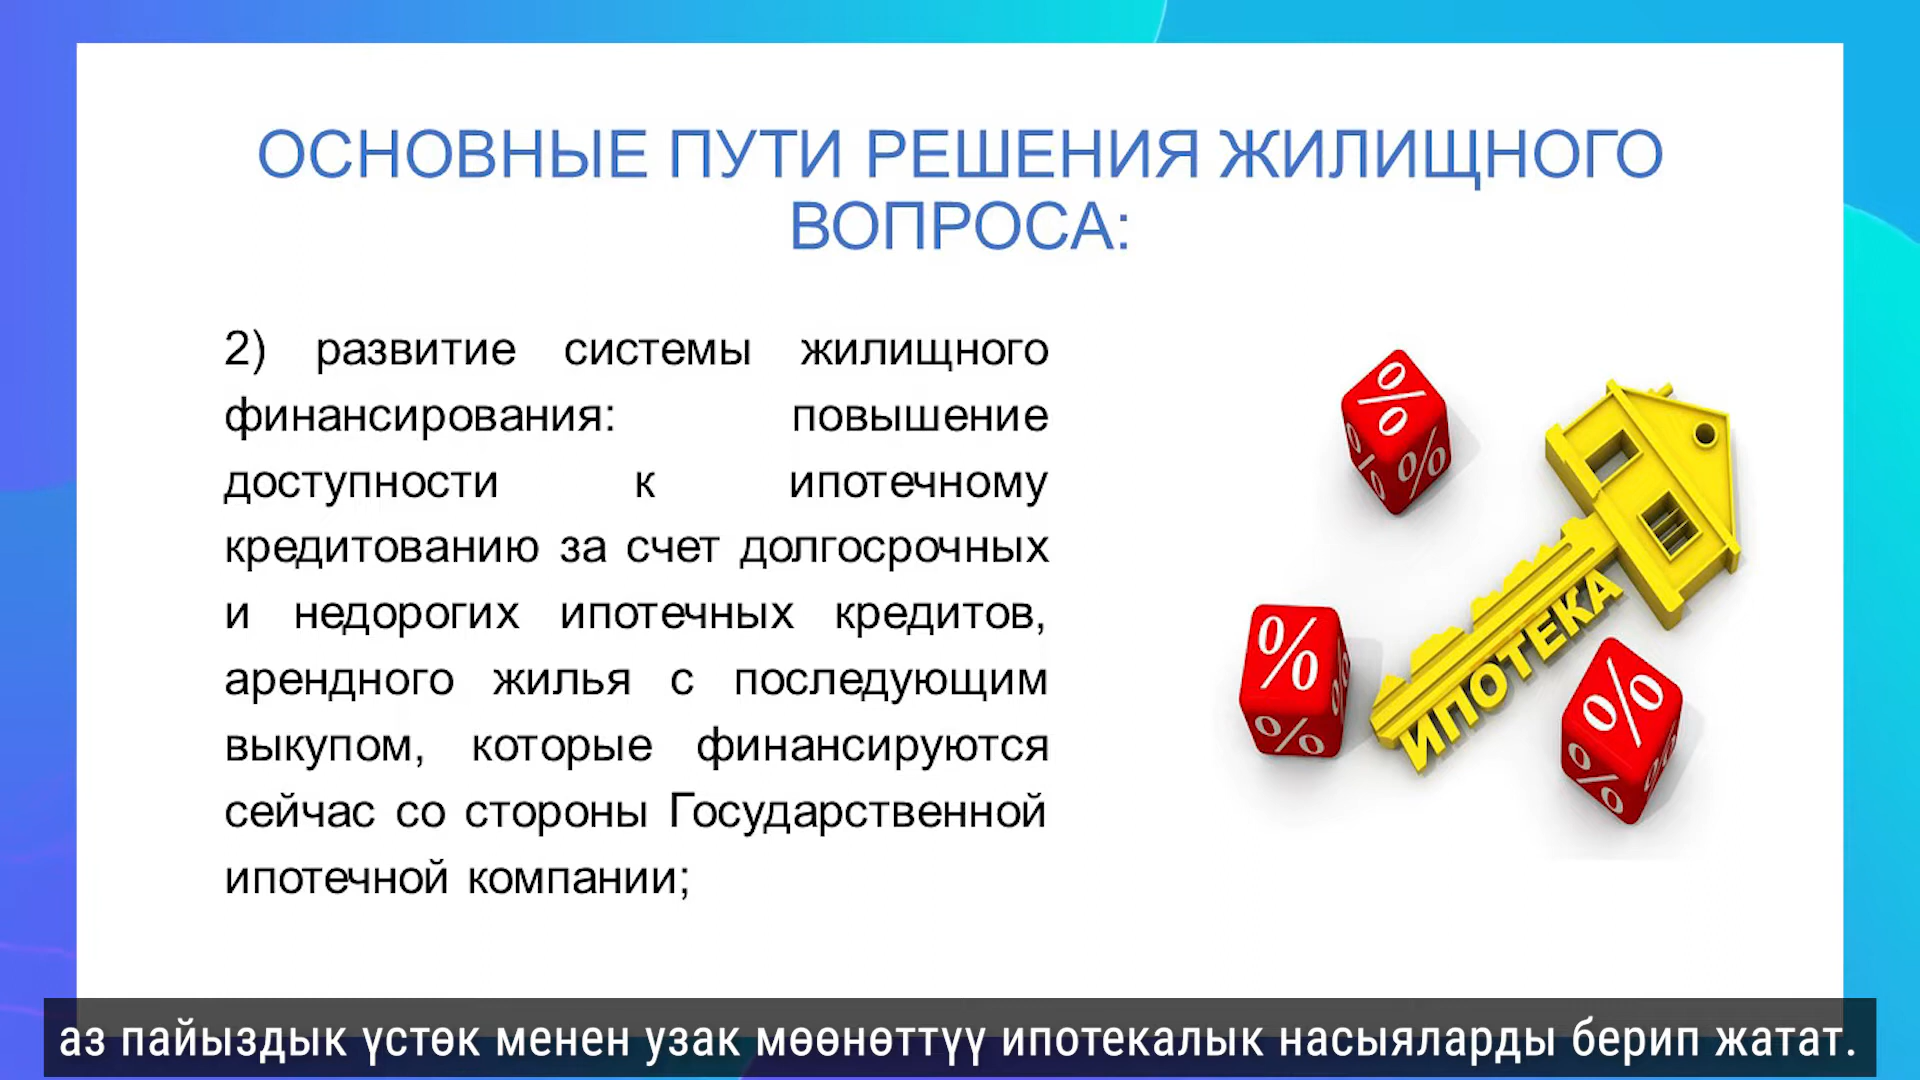 ОСНОВНЫЕ ПУТИ РЕШЕНИЯ ЖИЛИЩНОГО
ВОПРОСА:
2) развитие системы жилищного
финансирования: повышение
доступности к ипотечному
кредитованию за счет долгосрочных
и недорогих ипотечных кредитов,
арендного жилья с последующим
выкупом, которые финансируются
сейчас со стороны Государственной
ипотечной компании;
%
%
%
%
%
ИПОТЕКА
%
%
%
%
%
аз пайыздык үстөк менен узак мөөнөттүү ипотекалык насыяларды берип жатат.